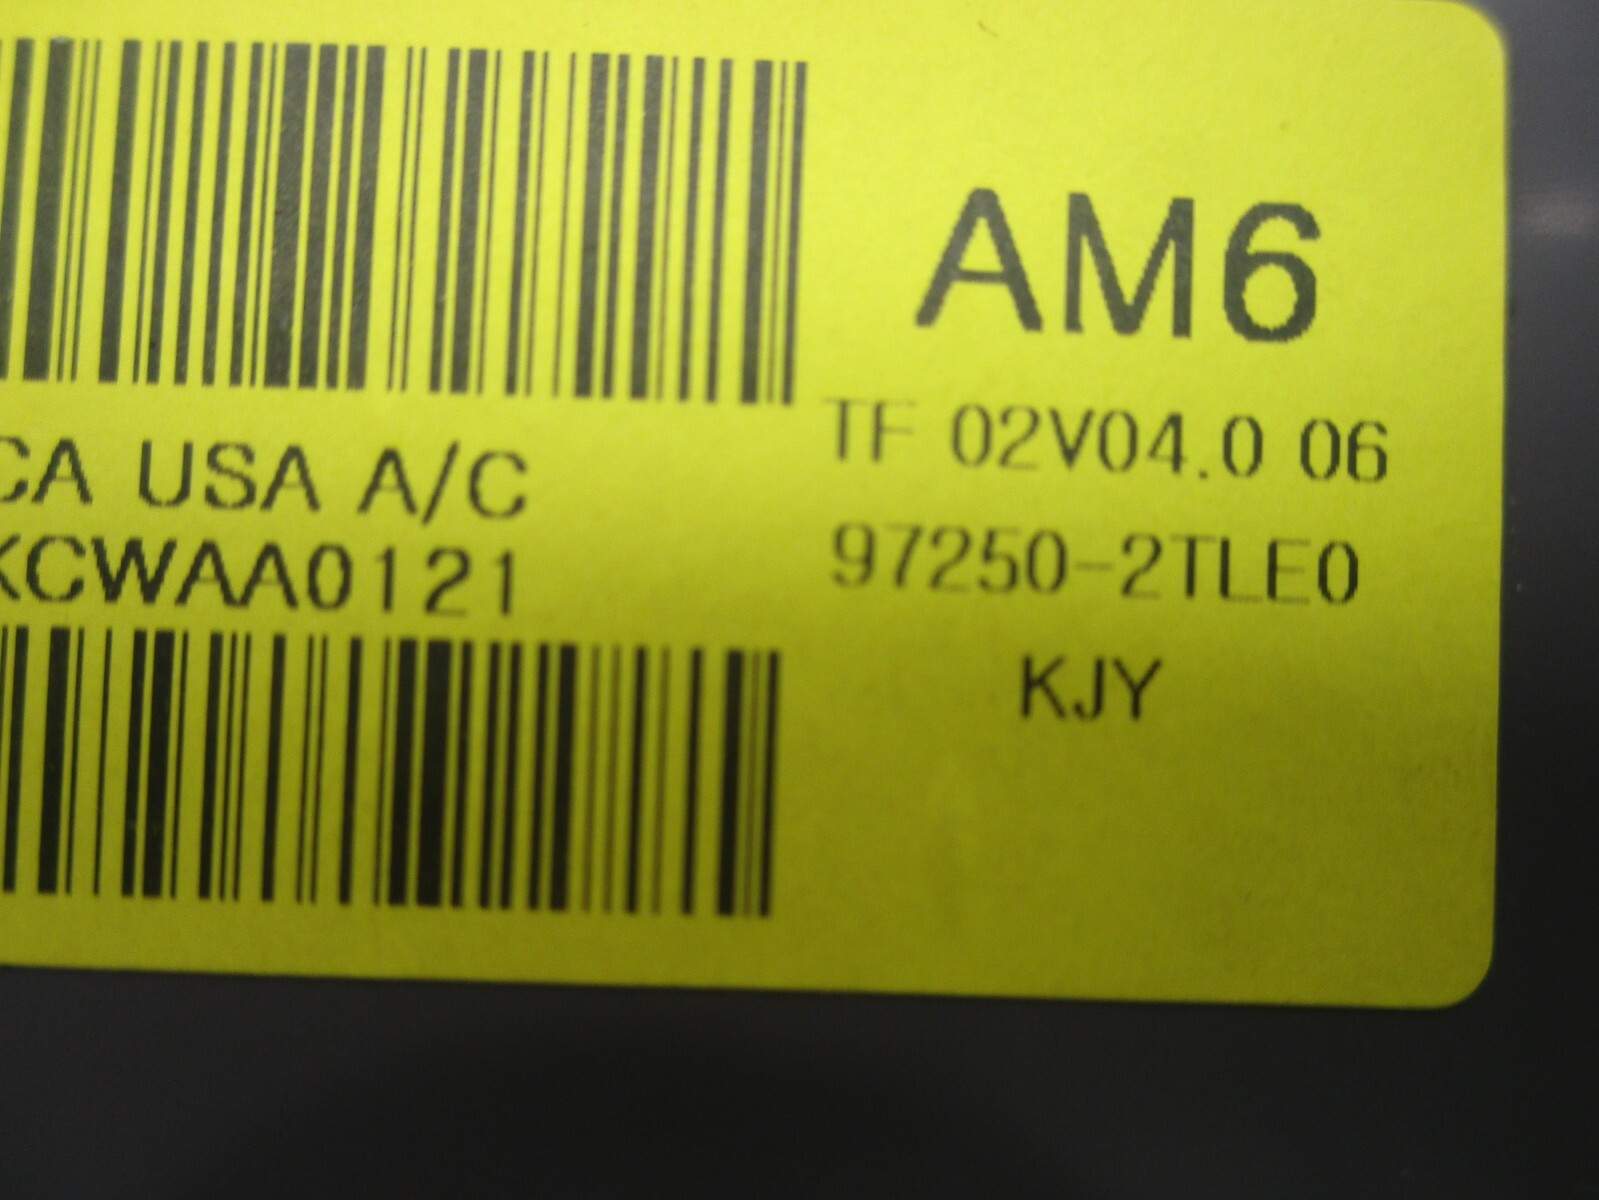 AM6
TF 02V04.0 06
CA USA A/C
97250-2TLE0
KCWAA0121
KJY